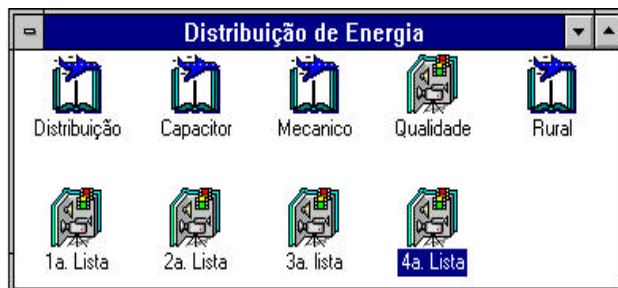 Distribuição de Energia
Distribuição Capacitor Mecanico Qualidade Rural
1a. Lista 2a. Lista 3a. lista 4a. Lista